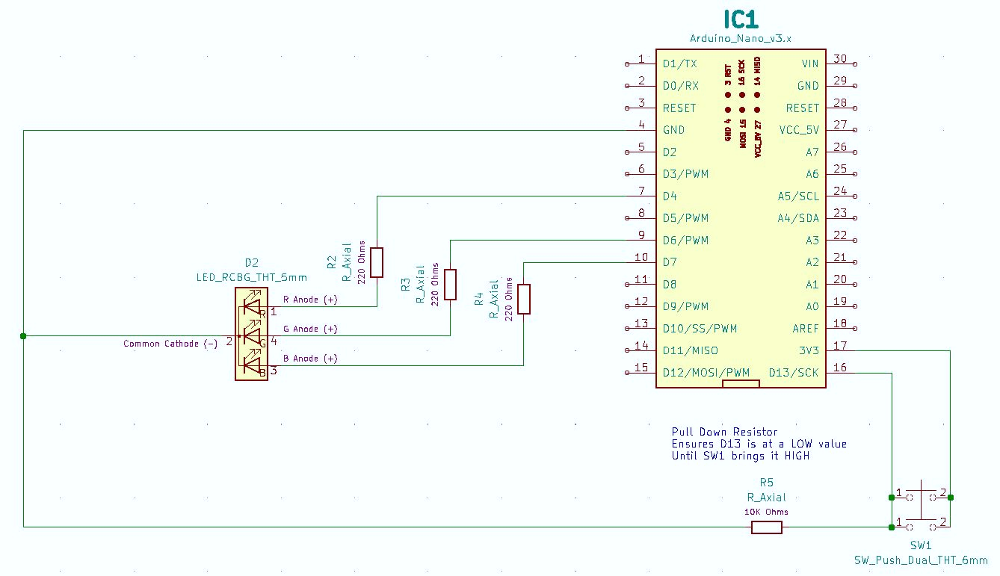 IC1
Arduino_Nano_v3.x
1 D1/TX
2 D0/RX
3 RESET
4 GND
5 D2
6 D3/PWM
7 D4
8 D5/PWM
9 D6/PWM
10 D7
11 D8
12 D9/PWM
13 D10/SS/PWM
14 D11/MISO
15 D12/MOSI/PWM
VIN 30
GND 29
RESET 28
VCC_5V 27
A7 26
A6 25
A5/SCL 24
A4/SDA 23
A3 22
A2 21
A1 20
A0 19
AREF 18
3V3 17
D13/SCK 16
3 RST
16 SCK
14 MISO
GND 4
MOSI 15
VCC_5V 27
D2
LED_RCBG_THT_5mm
R 1
G 4
B 3
2
R Anode (+)
G Anode (+)
B Anode (+)
Common Cathode (-)
R2
R_Axial
220 Ohms
R3
R_Axial
220 Ohms
R4
R_Axial
220 Ohms
Pull Down Resistor
Ensures D13 is at a LOW value
Until SW1 brings it HIGH
R5
R_Axial
10K Ohms
1 2
1 2
SW1
SW_Push_Dual_THT_6mm